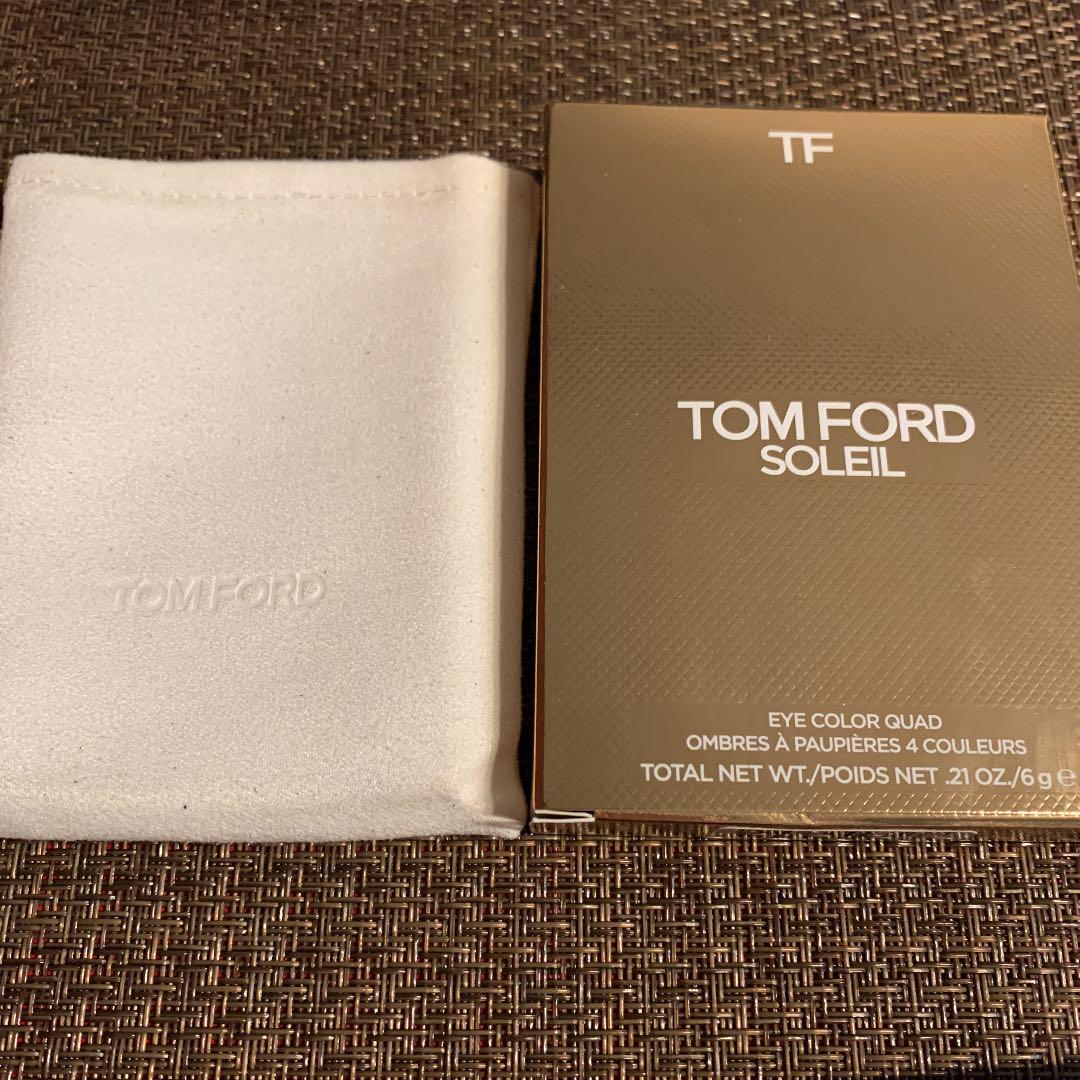 TOM FORD
TF
TOM FORD
SOLEIL
EYE COLOR QUAD
OMBRES À PAUPIÈRES 4 COULEURS
TOTAL NET WT./POIDS NET .21 OZ./6 g ℮